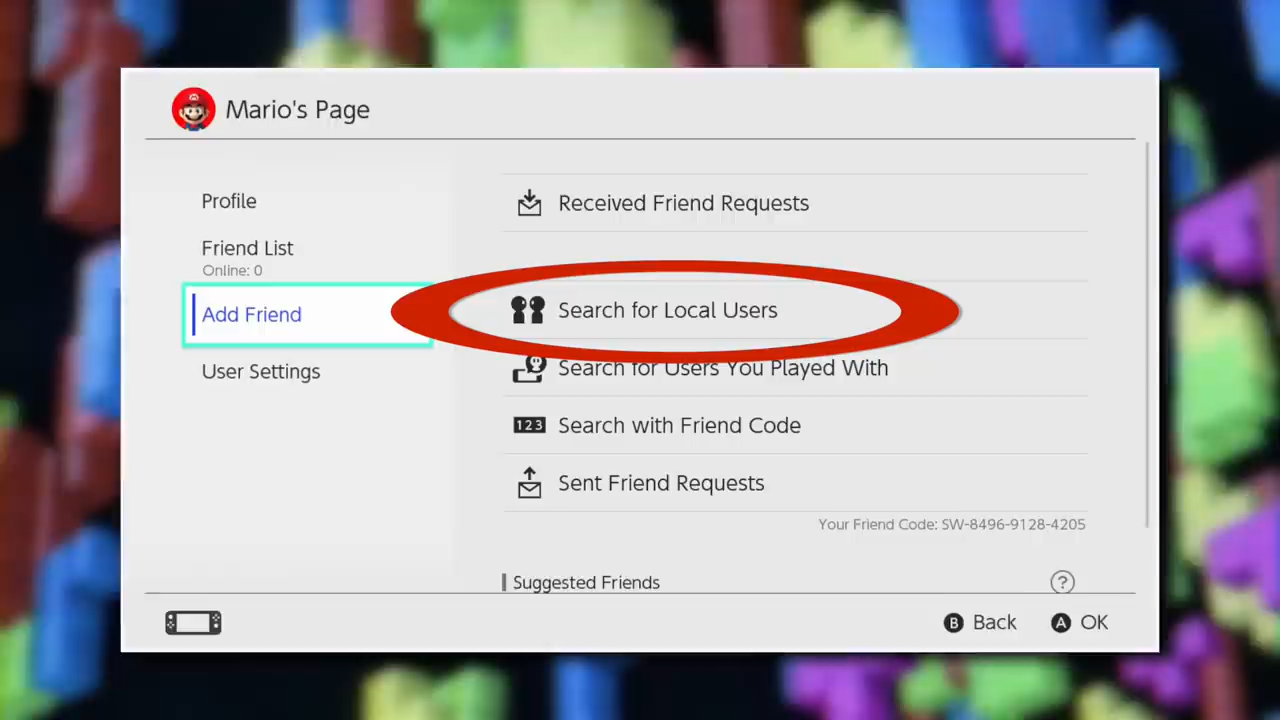 Mario's Page
Profile
Friend List
Online: 0
Add Friend
User Settings
Received Friend Requests
Search for Local Users
Search for Users You Played With
123 Search with Friend Code
Sent Friend Requests
Your Friend Code: SW-8496-9128-4205
Suggested Friends
?
B Back
A OK